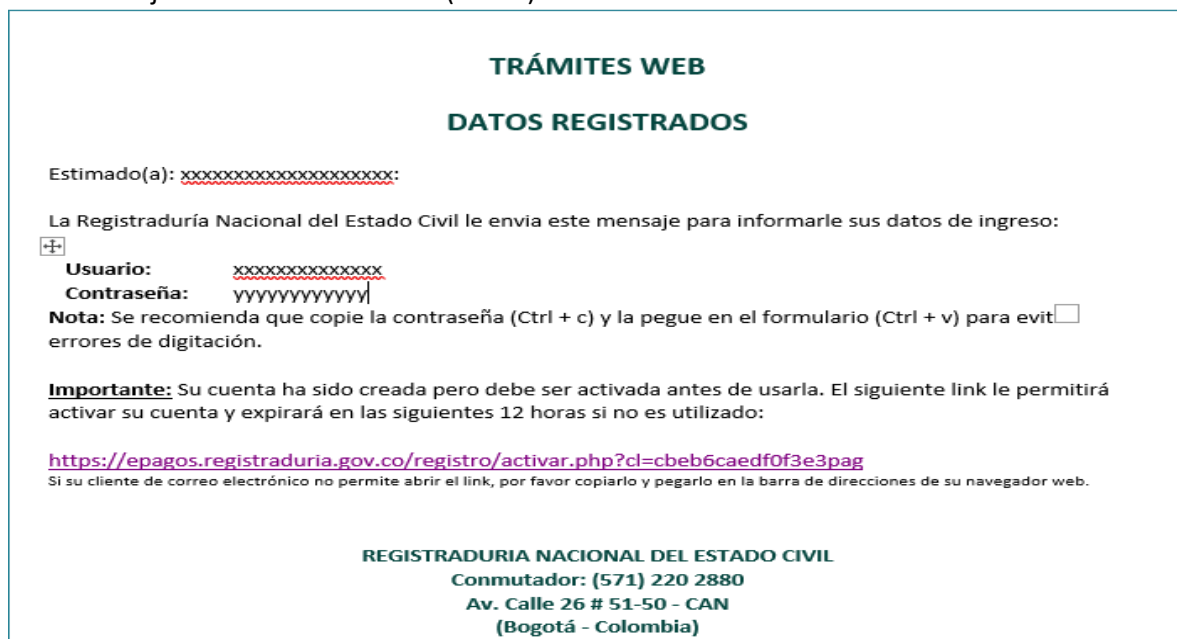 TRÁMITES WEB
DATOS REGISTRADOS
Estimado(a): xxxxxxxxxxxxxxxxxxxx:
La Registraduría Nacional del Estado Civil le envia este mensaje para informarle sus datos de ingreso:
Usuario: xxxxxxxxxxxxxx
Contraseña: yyyyyyyyyyyy
Nota: Se recomienda que copie la contraseña (Ctrl + c) y la pegue en el formulario (Ctrl + v) para evit
errores de digitación.
Importante: Su cuenta ha sido creada pero debe ser activada antes de usarla. El siguiente link le permitirá
activar su cuenta y expirará en las siguientes 12 horas si no es utilizado:
https://epagos.registraduria.gov.co/registro/activar.php?cl=cbeb6caedf0f3e3pag
Si su cliente de correo electrónico no permite abrir el link, por favor copiarlo y pegarlo en la barra de direcciones de su navegador web.
REGISTRADURIA NACIONAL DEL ESTADO CIVIL
Conmutador: (571) 220 2880
Av. Calle 26 # 51-50 - CAN
(Bogotá - Colombia)